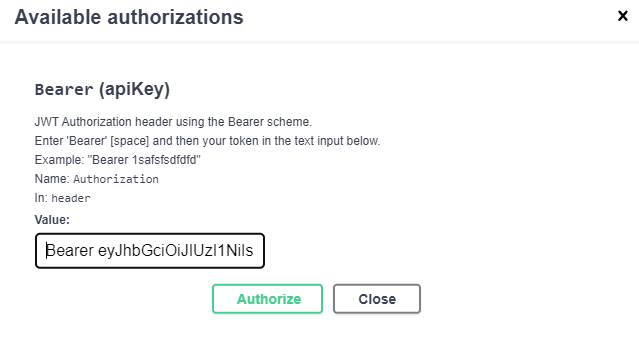 Available authorizations
Bearer (apiKey)
JWT Authorization header using the Bearer scheme.
Enter 'Bearer' [space] and then your token in the text input below.
Example: "Bearer 1safsfsdfdfd"
Name: Authorization
In: header
Value:
Bearer eyJhbGciOiJIUzI1NiIs
Authorize Close